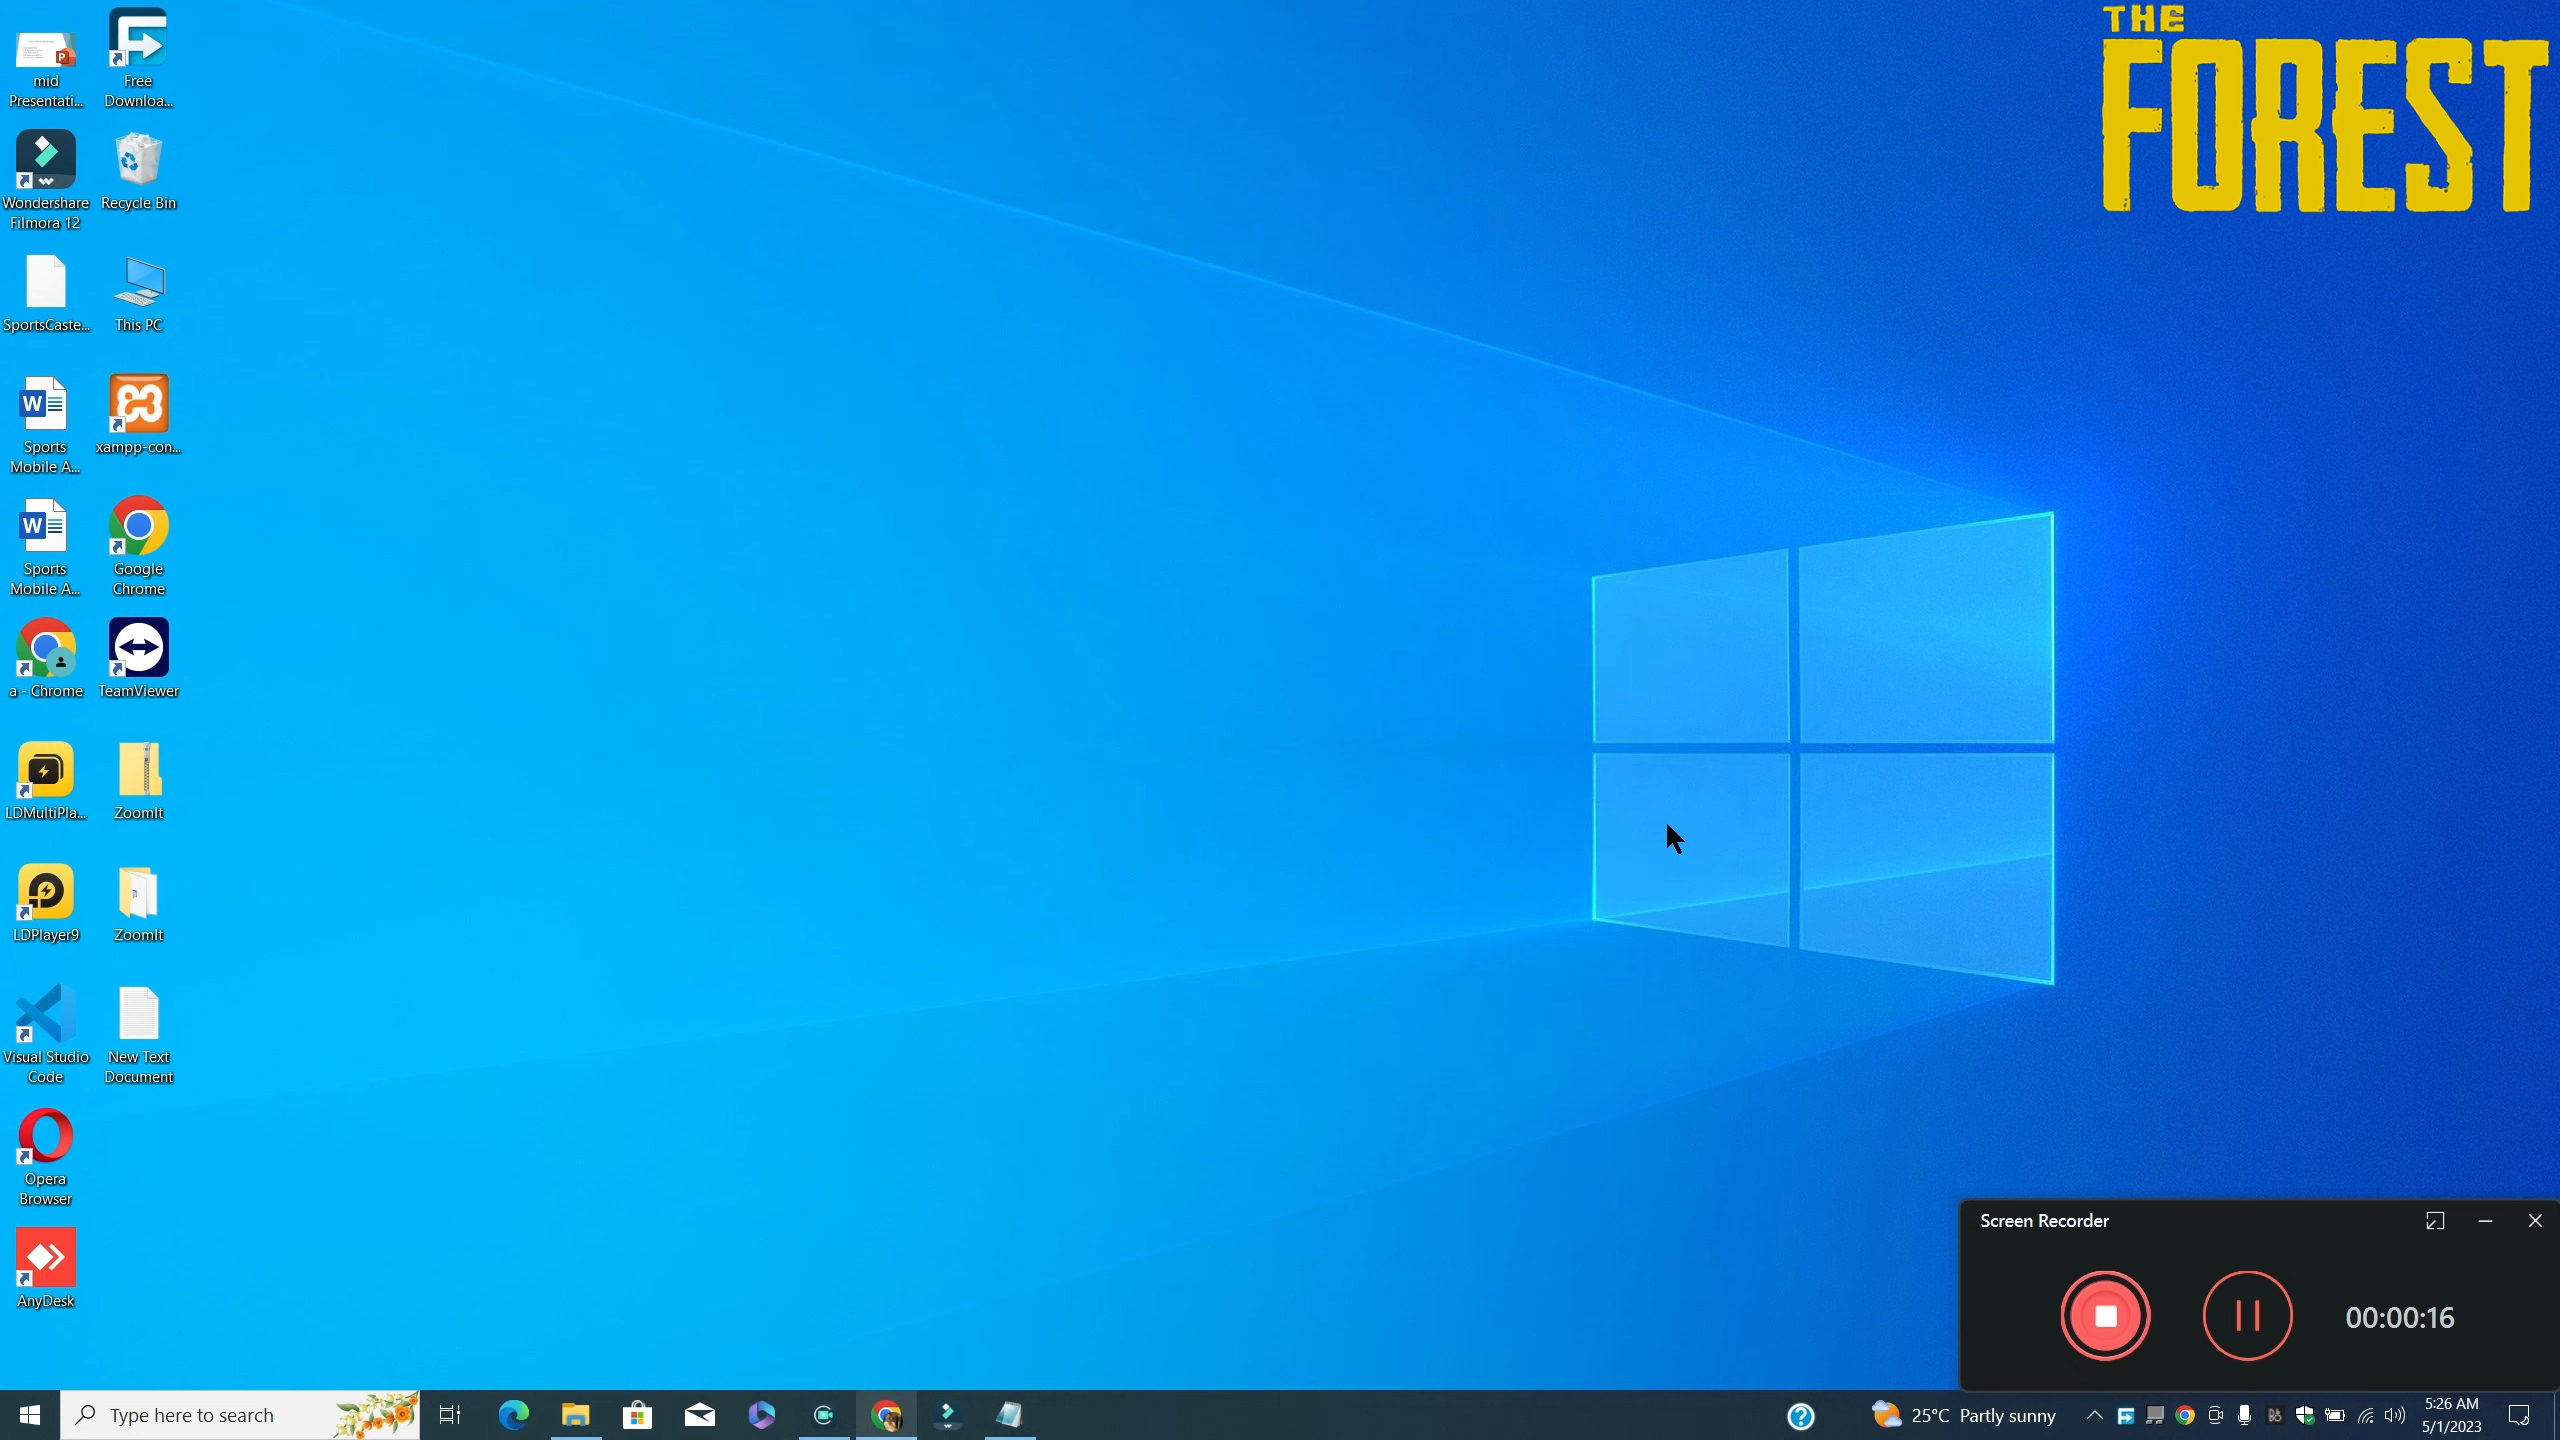 THE
FOREST
mid
Presentati...
Free
Downloa...
Wondershare
Filmora 12
Recycle Bin
SportsCaste...
This PC
Sports
Mobile A...
xampp-con...
Sports
Mobile A...
Google
Chrome
a - Chrome
TeamViewer
LDMultiPla...
ZoomIt
LDPlayer9
ZoomIt
Visual Studio
Code
New Text
Document
Opera
Browser
AnyDesk
Screen Recorder
00:00:16
Type here to search
25°C Partly sunny
5:26 AM
5/1/2023